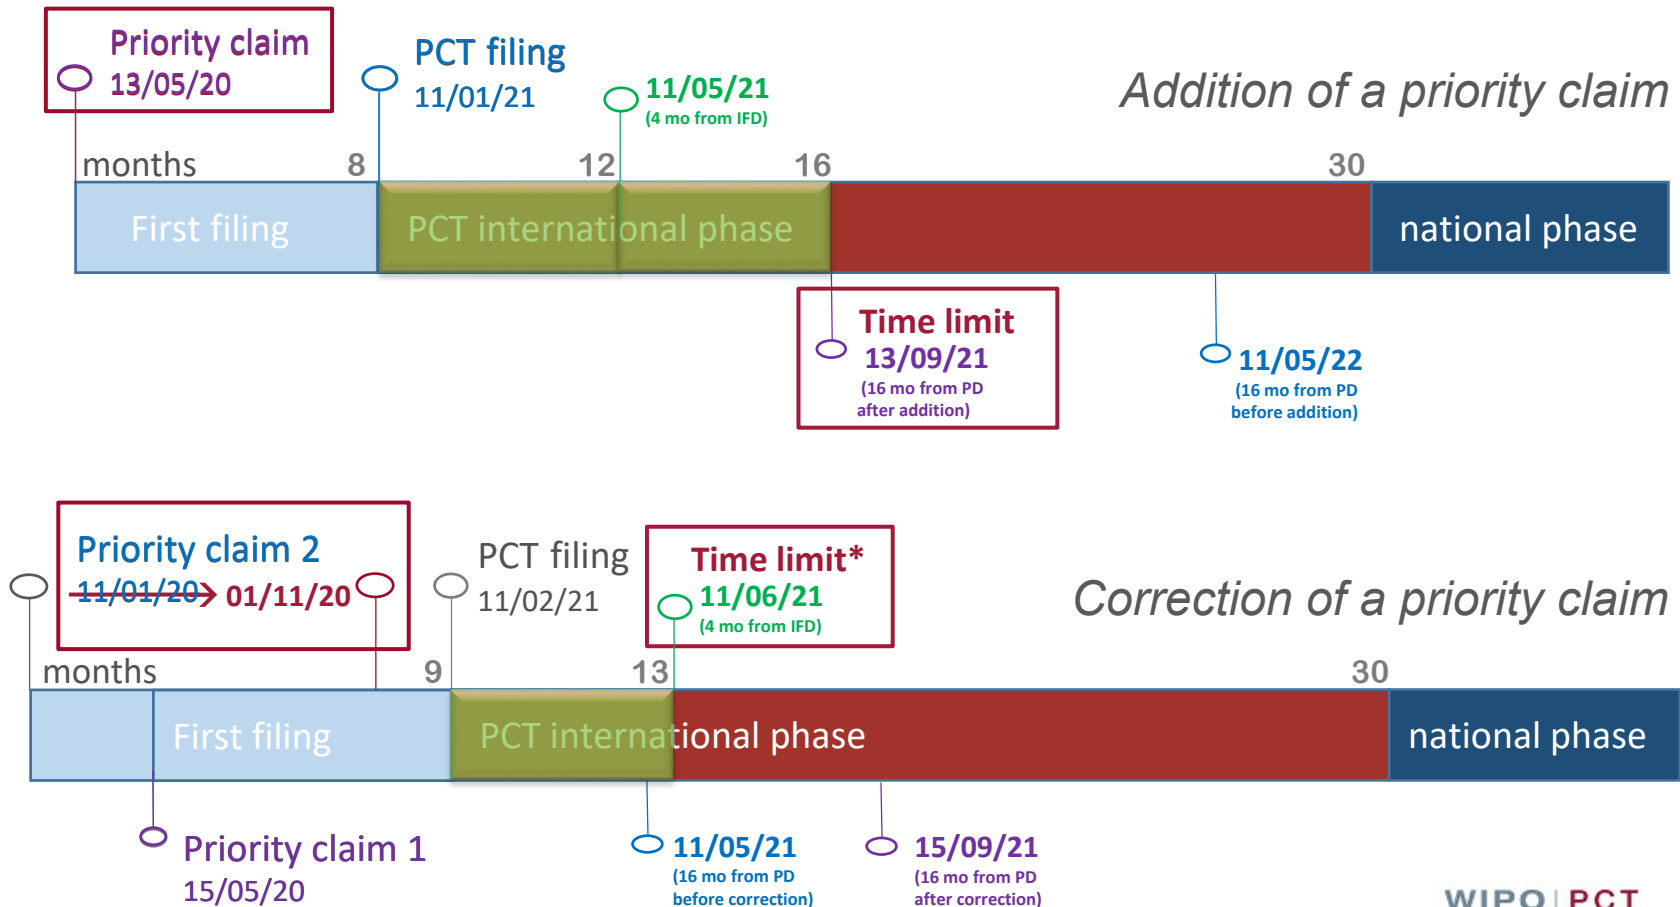 Priority claim
13/05/20
PCT filing
11/01/21
11/05/21
(4 mo from IFD)
Addition of a priority claim
months
8
12
16
30
First filing
PCT international phase
national phase
Time limit
13/09/21
(16 mo from PD
after addition)
11/05/22
(16 mo from PD
before addition)
Priority claim 2
11/01/20 01/11/20
PCT filing
11/02/21
Time limit*
11/06/21
(4 mo from IFD)
Correction of a priority claim
months
9
13
30
First filing
PCT international phase
national phase
Priority claim 1
15/05/20
11/05/21
(16 mo from PD
before correction)
15/09/21
(16 mo from PD
after correction)
WIPO | PCT